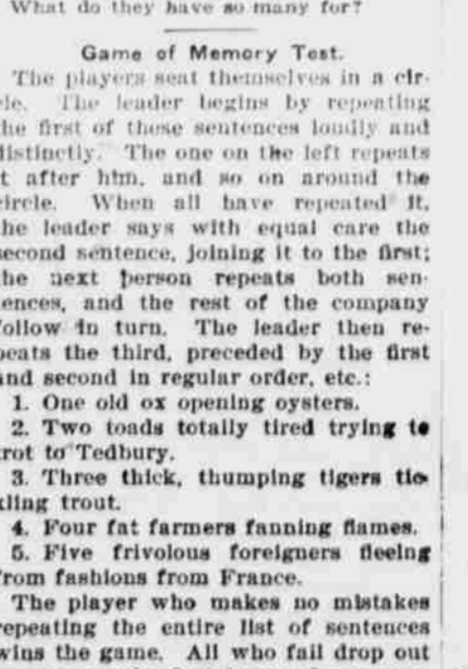 What do they have so many for?
Game of Memory Test.
The players seat themselves in a cir-
cle. The leader begins by repeating
the first of these sentences loudly and
distinctly. The one on the left repeats
it after him, and so on around the
circle. When all have repeated it,
the leader says with equal care the
second sentence, joining it to the first;
the next person repeats both sen-
tences, and the rest of the company
follow in turn. The leader then re-
peats the third, preceded by the first
and second in regular order, etc.:
1. One old ox opening oysters.
2. Two toads totally tired trying to
trot to Tedbury.
3. Three thick, thumping tigers tic-
kling trout.
4. Four fat farmers fanning flames.
5. Five frivolous foreigners fleeing
from fashions from France.
The player who makes no mistakes
repeating the entire list of sentences
wins the game. All who fail drop out